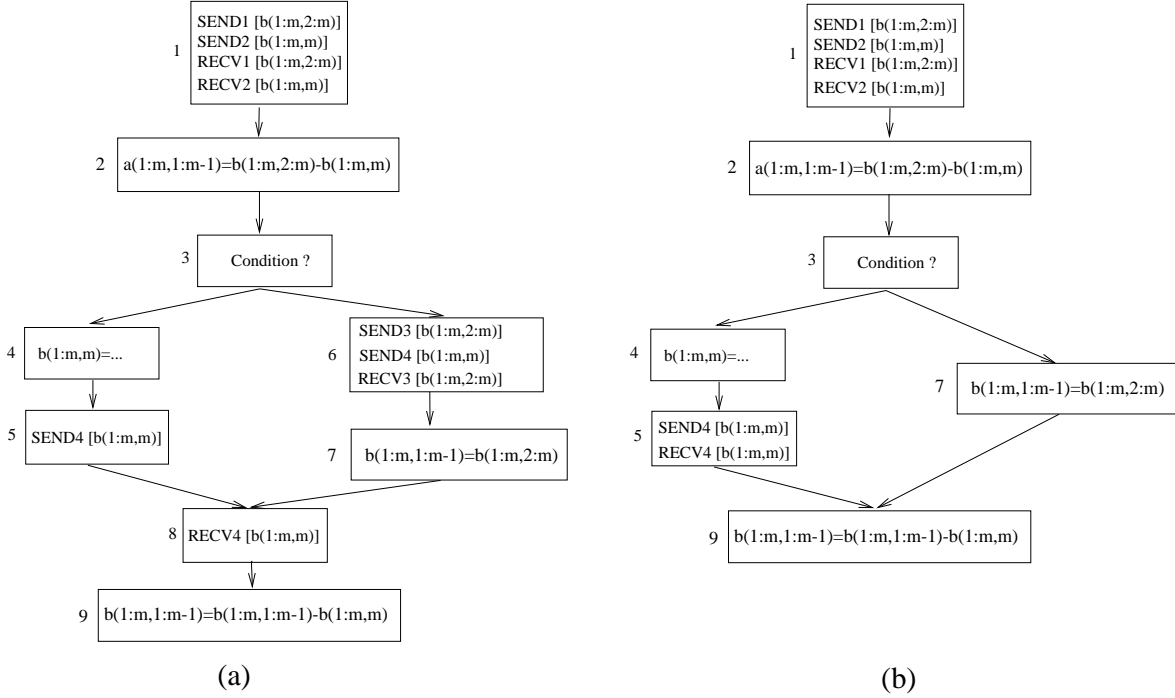 SEND1 [b(1:m,2:m)]
SEND2 [b(1:m,m)]
RECV1 [b(1:m,2:m)]
RECV2 [b(1:m,m)]
1
2
a(1:m,1:m-1)=b(1:m,2:m)-b(1:m,m)
3
Condition ?
4
b(1:m,m)=...
6
SEND3 [b(1:m,2:m)]
SEND4 [b(1:m,m)]
RECV3 [b(1:m,2:m)]
5
SEND4 [b(1:m,m)]
7
b(1:m,1:m-1)=b(1:m,2:m)
8
RECV4 [b(1:m,m)]
9
b(1:m,1:m-1)=b(1:m,1:m-1)-b(1:m,m)
(a)
SEND1 [b(1:m,2:m)]
SEND2 [b(1:m,m)]
RECV1 [b(1:m,2:m)]
RECV2 [b(1:m,m)]
1
2
a(1:m,1:m-1)=b(1:m,2:m)-b(1:m,m)
3
Condition ?
4
b(1:m,m)=...
7
b(1:m,1:m-1)=b(1:m,2:m)
5
SEND4 [b(1:m,m)]
RECV4 [b(1:m,m)]
9
b(1:m,1:m-1)=b(1:m,1:m-1)-b(1:m,m)
(b)